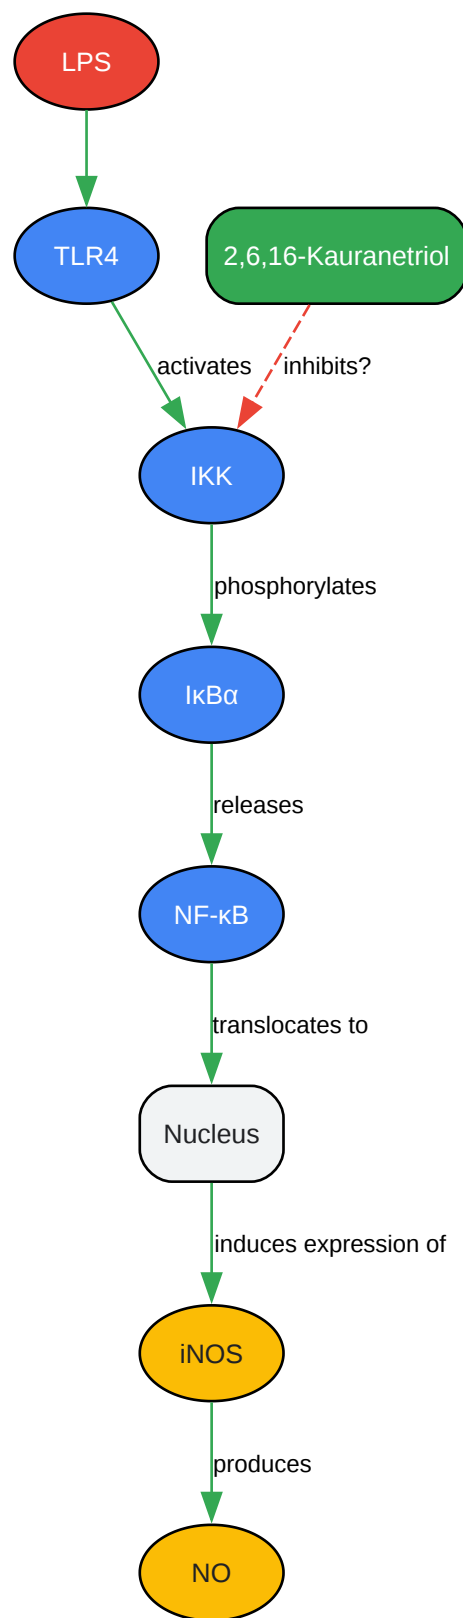 LPS
TLR4
2,6,16-Kauranetriol
activates
inhibits?
IKK
phosphorylates
IκBα
releases
NF-κB
translocates to
Nucleus
induces expression of
iNOS
produces
NO